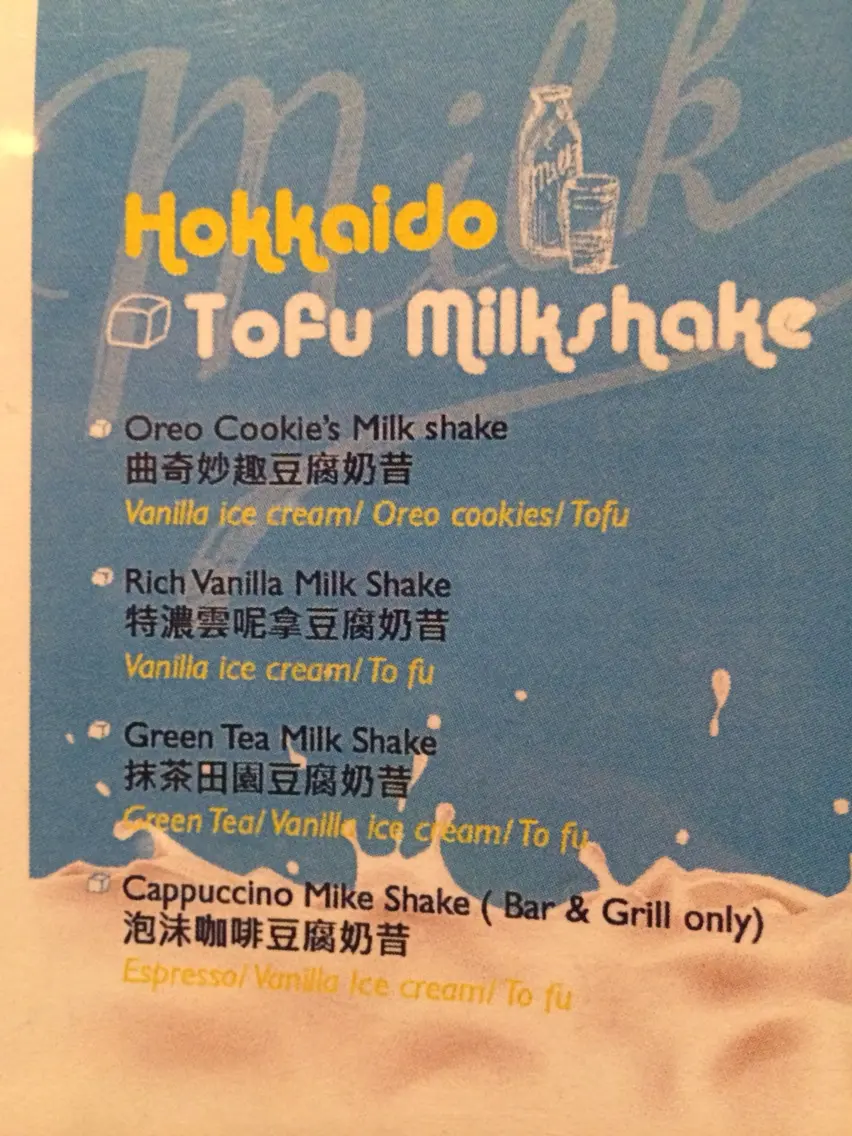 Milk
Milk
Hokkaido
Tofu Milkshake
Oreo Cookie's Milk shake
曲奇妙趣豆腐奶昔
Vanilla ice cream/ Oreo cookies/ Tofu
Rich Vanilla Milk Shake
特濃雲呢拿豆腐奶昔
Vanilla ice cream/ To fu
Green Tea Milk Shake
抹茶田園豆腐奶昔
Green Tea/ Vanilla ice cream/ To fu
Cappuccino Mike Shake ( Bar & Grill only)
泡沫咖啡豆腐奶昔
Espresso/ Vanilla Ice cream/ To fu